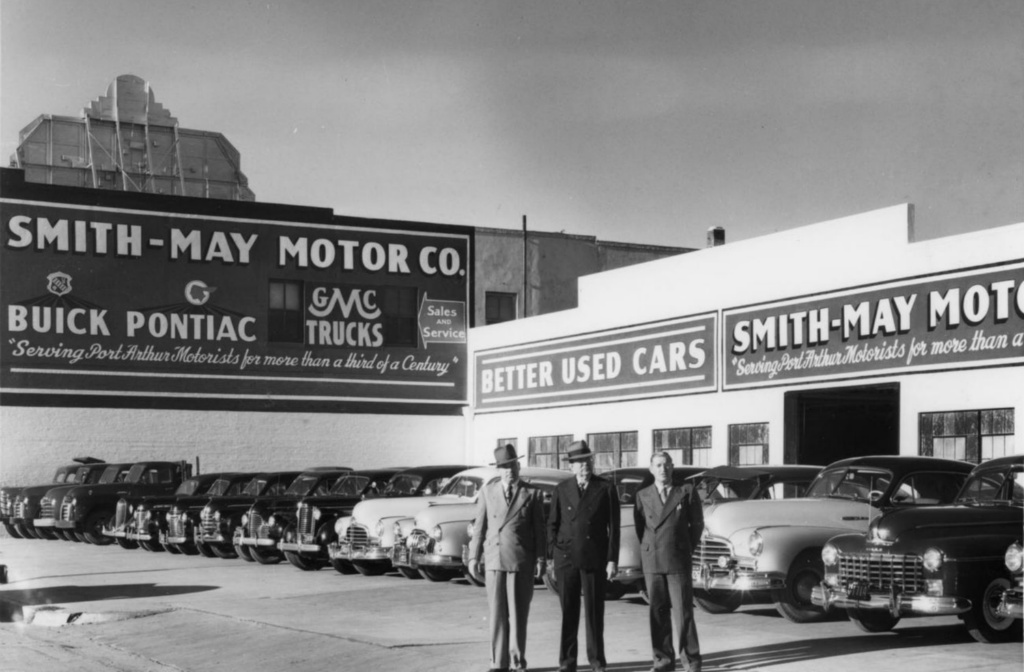 SMITH-MAY MOTOR CO.
BUICK PONTIAC GMC TRUCKS
Sales
AND
Service
"Serving Port Arthur Motorists for more than a third of a Century"
BETTER USED CARS
SMITH-MAY MOTO
"Serving Port Arthur Motorists for more than a